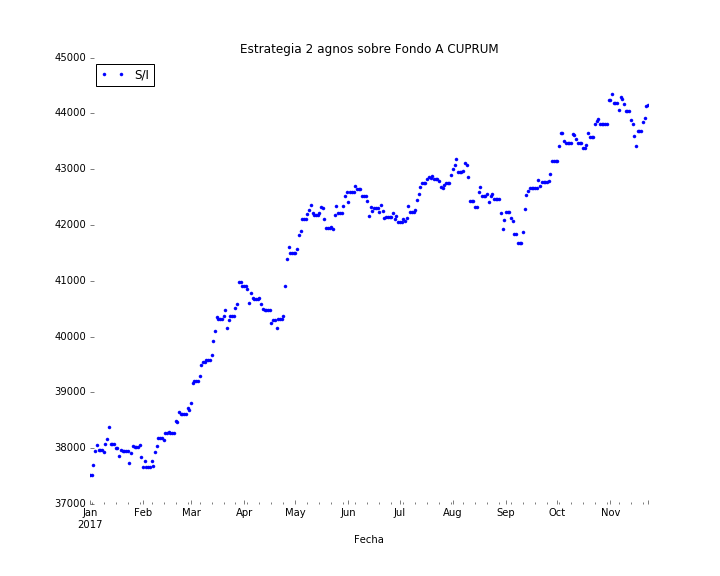 Estrategia 2 agnos sobre Fondo A CUPRUM
S/I
45000
44000
43000
42000
41000
40000
39000
38000
37000
Jan Feb Mar Apr May Jun Jul Aug Sep Oct Nov
2017
Fecha